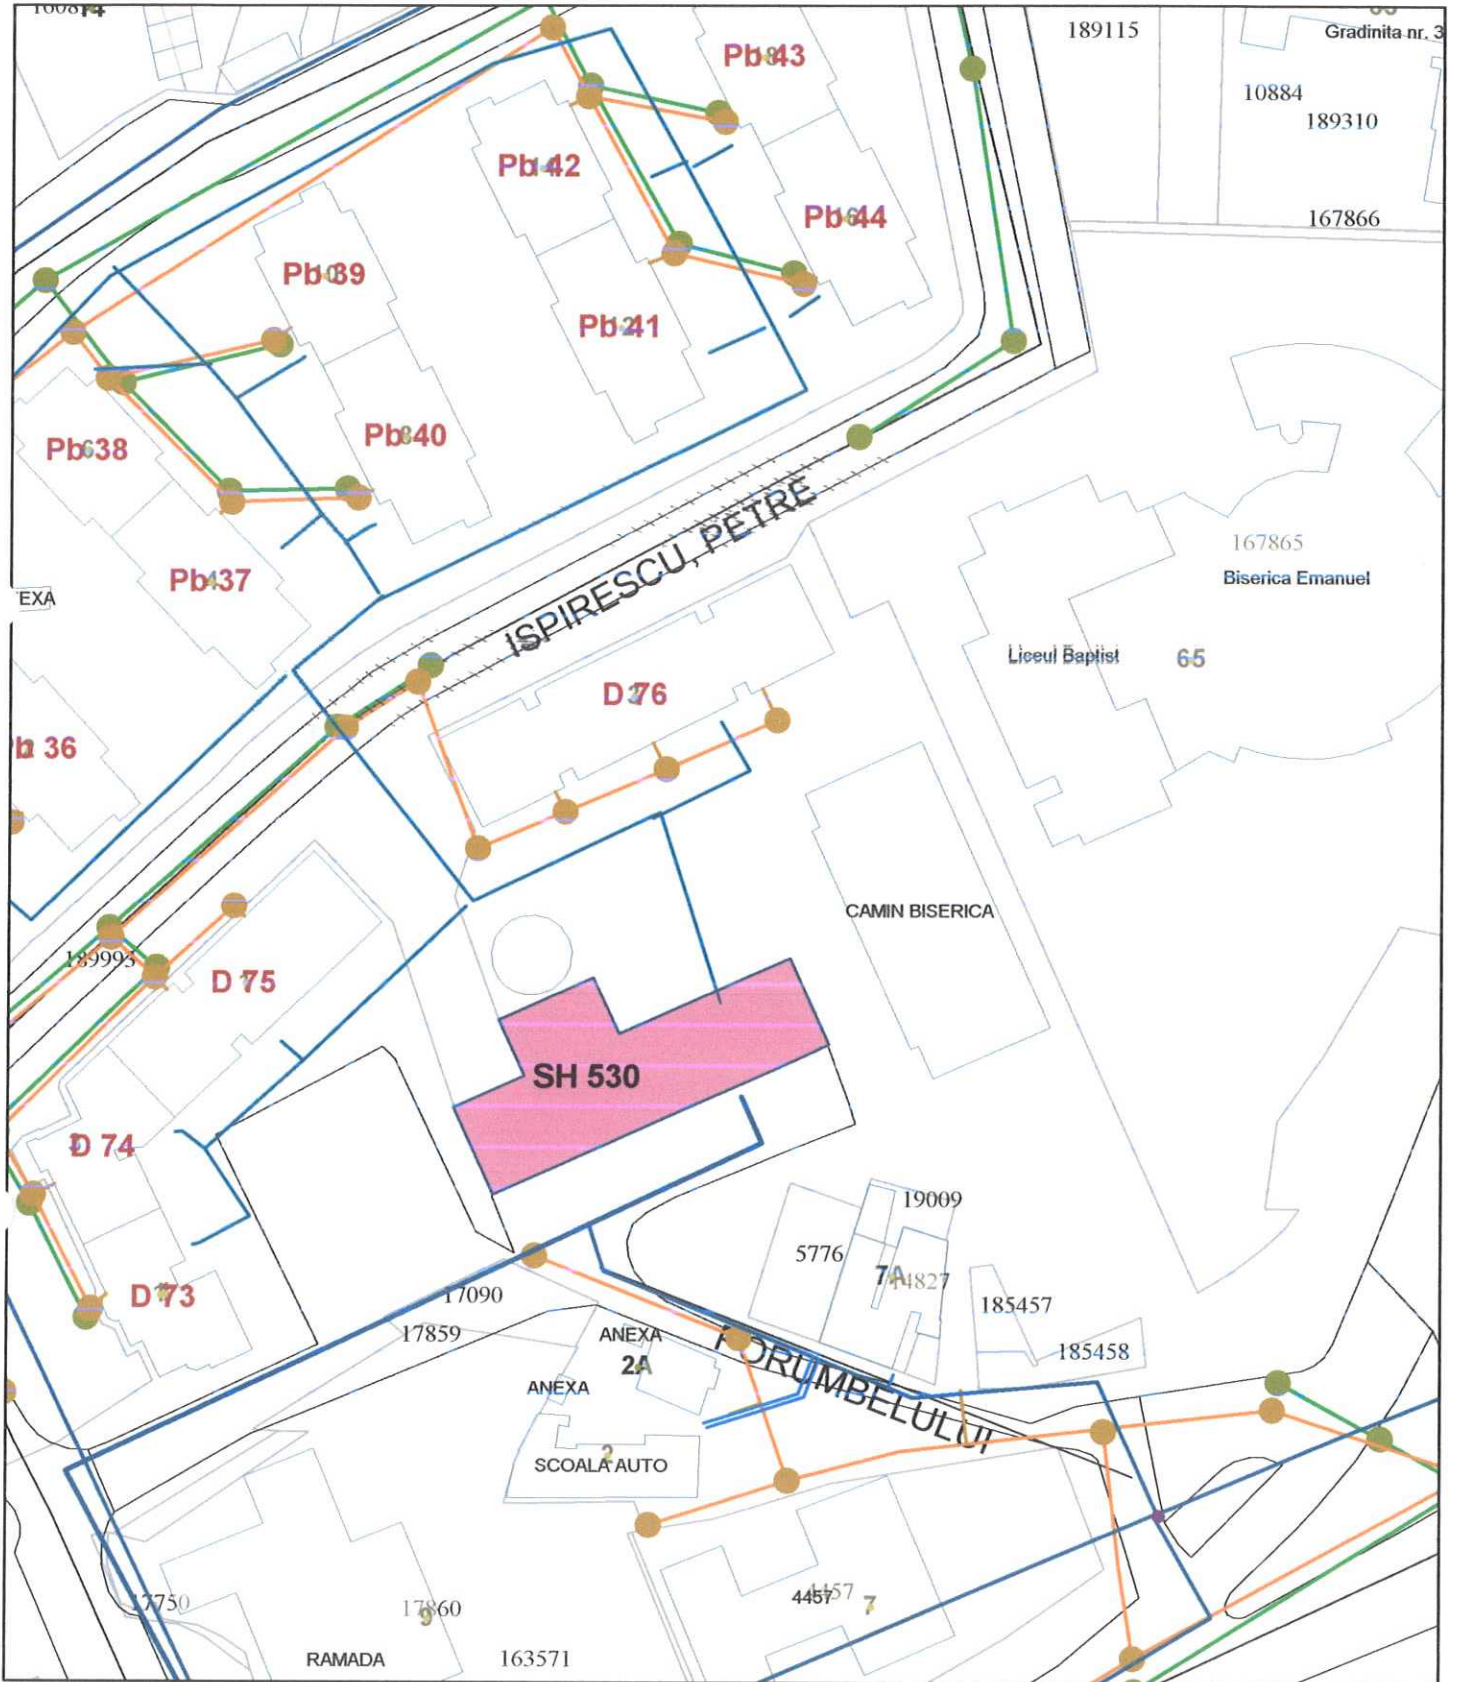 189115
Gradinita nr. 3
Pb 43
10884
189310
Pb 42
Pb 44
167866
Pb 39
Pb 41
Pb 40
Pb 38
ISPIRESCU, PETRE
167865
Pb 37
Biserica Emanuel
EXA
Liceul Baptist
65
D 76
b 36
CAMIN BISERICA
189993
D 75
SH 530
D 74
19009
5776
7A
14827
D 73
17090
185457
17859
ANEXA
2A
185458
PORUMBELULUI
ANEXA
2
SCOALA AUTO
4457
4457
7
17750
17860
9
RAMADA
163571